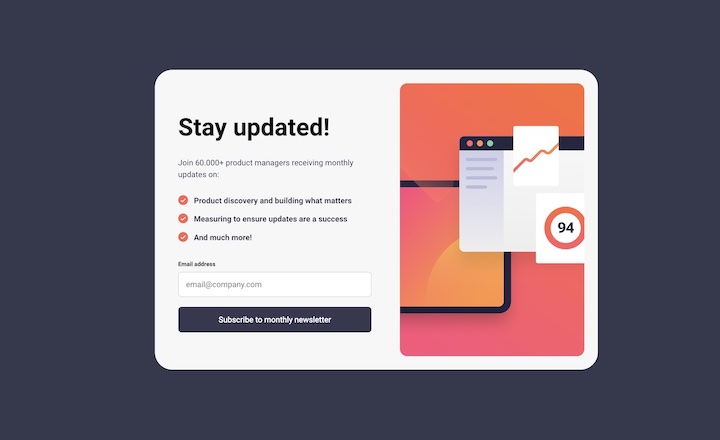 Stay updated!
Join 60.000+ product managers receiving monthly
updates on:
Product discovery and building what matters
Measuring to ensure updates are a success
And much more!
Email address
email@company.com
Subscribe to monthly newsletter
94